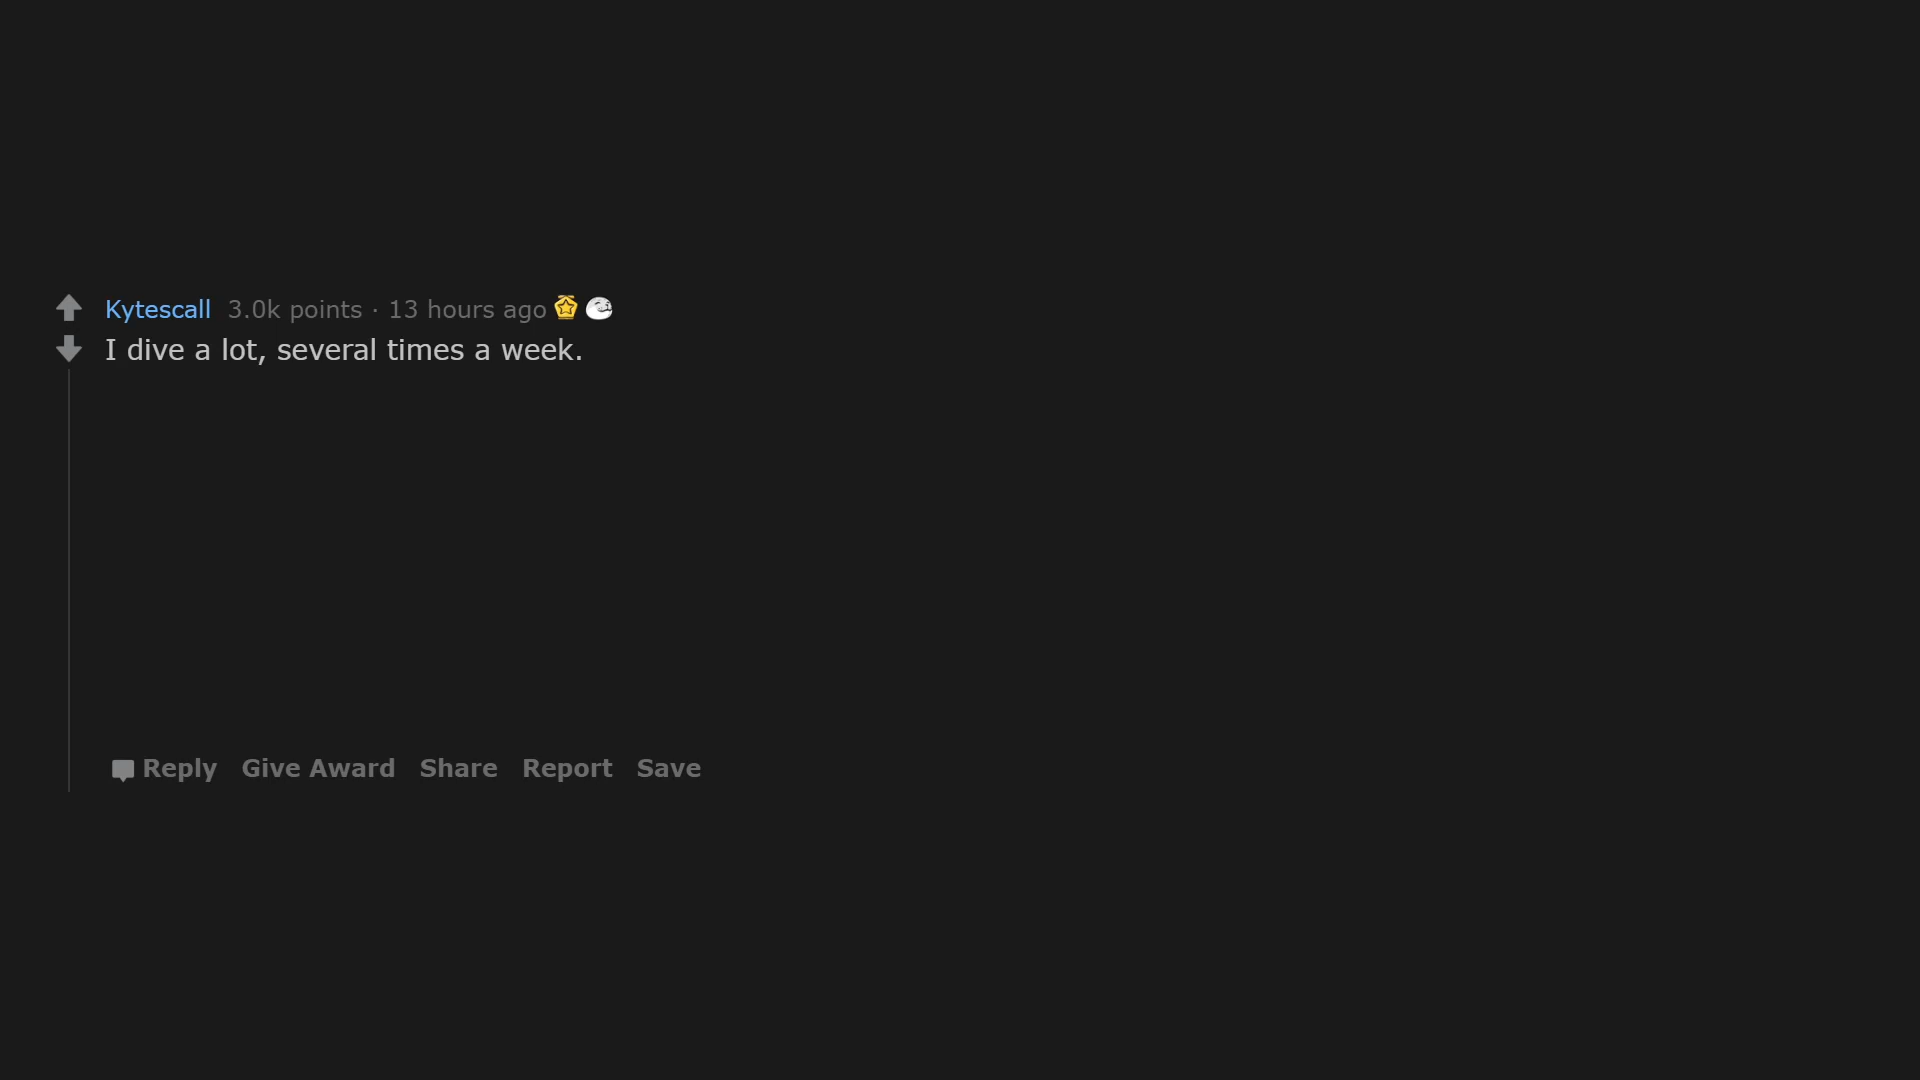 Kytescall 3.0k points · 13 hours ago
I dive a lot, several times a week.
Reply Give Award Share Report Save